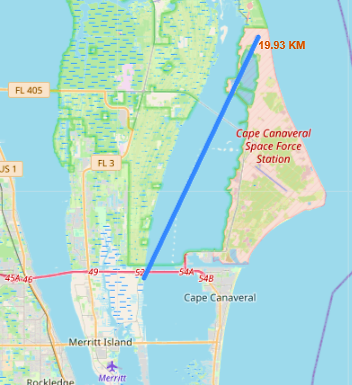 19.93 KM
FL 405
Cape Canaveral
Space Force
Station
FL 3
US 1
45A 46
49
52
54A
54B
Cape Canaveral
Merritt Island
Merritt
Rockledge